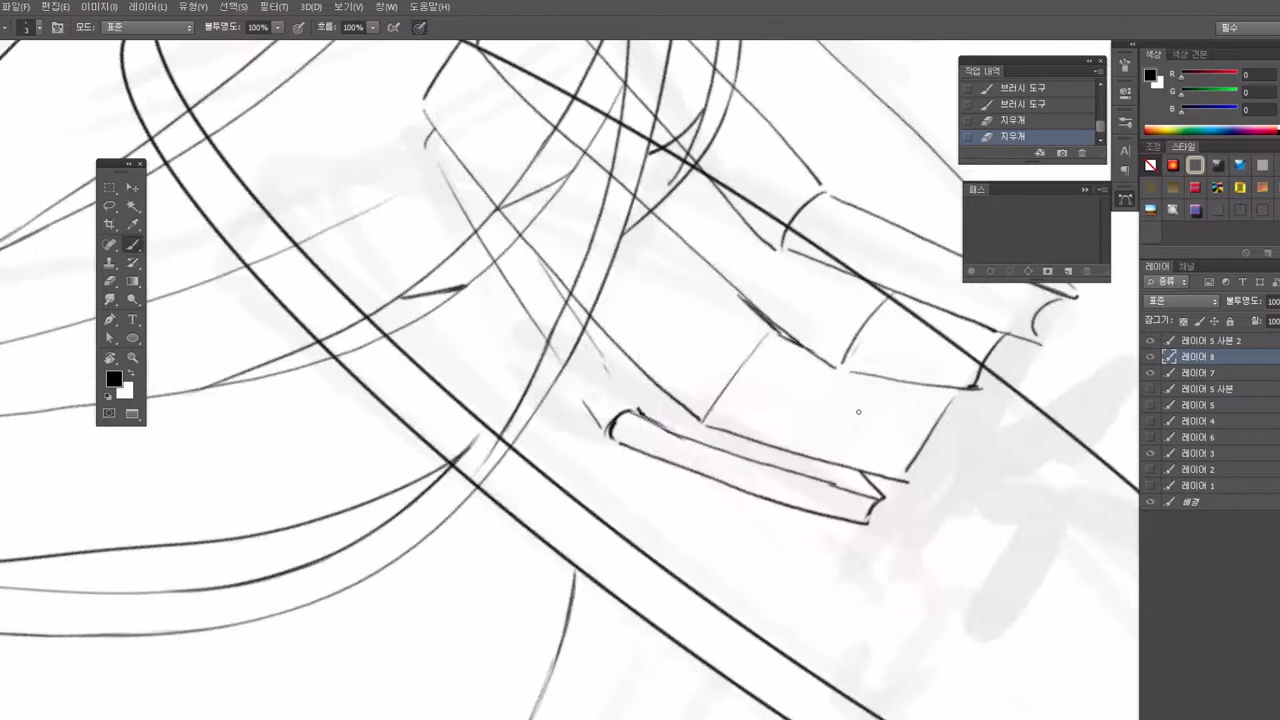 파일(F) 편집(E) 이미지(I) 레이어(L) 유형(Y) 선택(S) 필터(T) 3D(D) 보기(V) 창(W) 도움말(H)
3 모드: 표준 불투명도: 100% 흐름: 100% 필수
작업 내역
브러시 도구
브러시 도구
지우개
지우개
패스
색상 색상 견본
R 0
G 0
B 0
조정 스타일
레이어 채널
종류
표준 불투명도: 100
잠그기: 칠: 100
레이어 5 사본 2
레이어 8
레이어 7
레이어 5 사본
레이어 5
레이어 4
레이어 6
레이어 3
레이어 2
레이어 1
배경